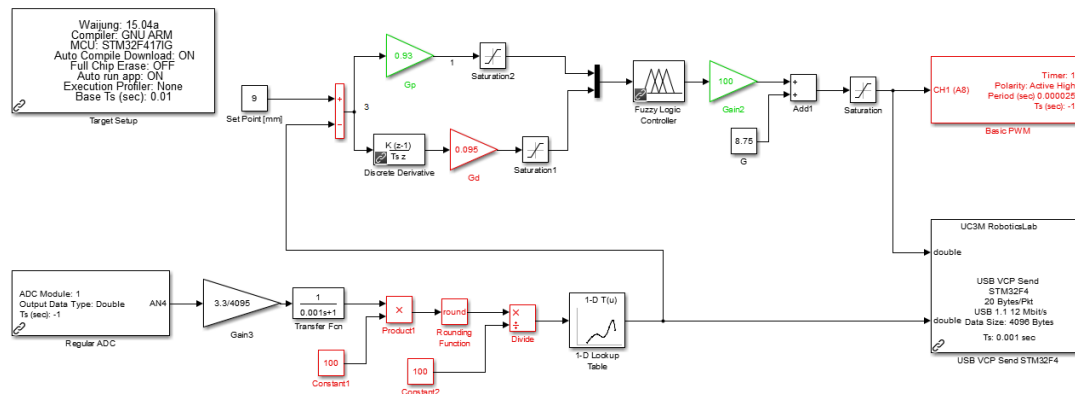 Waijung: 15.04a
Compiler: GNU ARM
MCU: STM32F417IG
Auto Compile Download: ON
Full Chip Erase: OFF
Auto run app: ON
Execution Profiler: None
Base Ts (sec): 0.01
Target Setup
9
Set Point [mm]
+
−
3
0.93
Gp
1
Saturation2
K (z-1)
Ts z
Discrete Derivative
0.095
Gd
Saturation1
Fuzzy Logic
Controller
100
Gain2
8.75
G
+
+
Add1
Saturation
Timer: 1
Polarity: Active High
Period (sec) 0.000025
Ts (sec): -1
CH1 (A8)
Basic PWM
ADC Module: 1
Output Data Type: Double
Ts (sec): -1
AN4
Regular ADC
3.3/4095
Gain3
1
0.001s+1
Transfer Fcn
×
Product1
100
Constant1
round
Rounding
Function
×
÷
Divide
100
Constant2
1-D T(u)
1-D Lookup
Table
UC3M RoboticsLab
double
double
USB VCP Send
STM32F4
20 Bytes/Pkt
USB 1.1 12 Mbit/s
Data Size: 4096 Bytes
Ts: 0.001 sec
USB VCP Send STM32F4